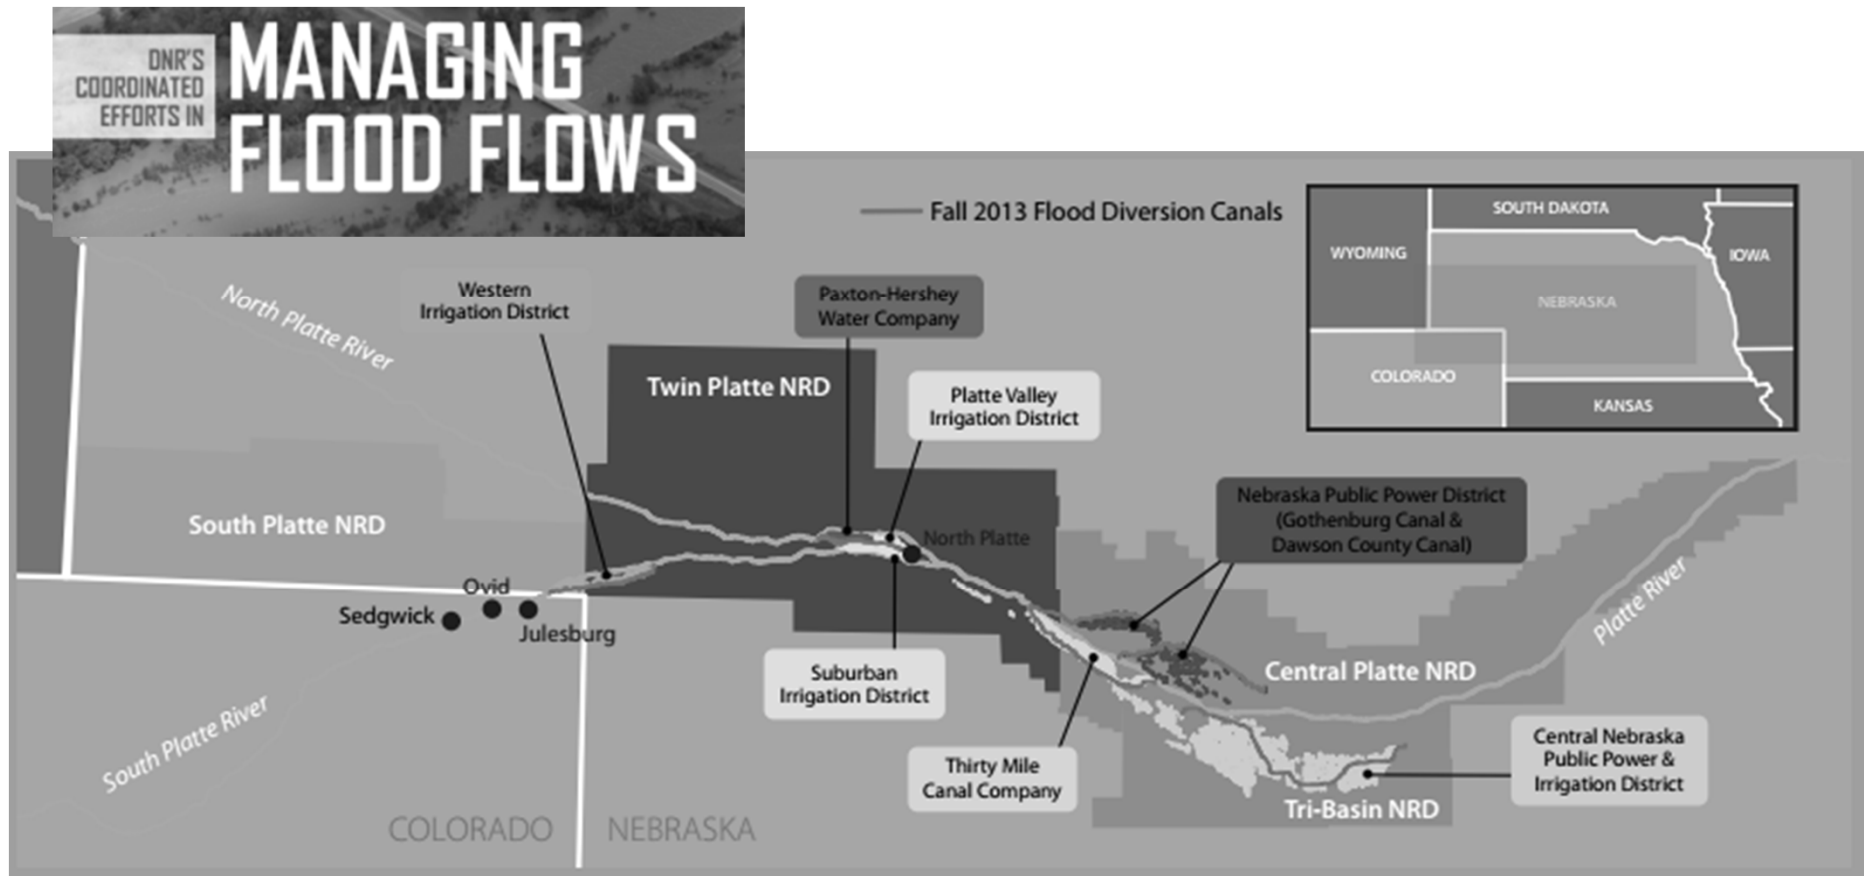 DNR'S
COORDINATED
EFFORTS IN
MANAGING
FLOOD FLOWS
Fall 2013 Flood Diversion Canals
SOUTH DAKOTA
WYOMING
IOWA
NEBRASKA
COLORADO
KANSAS
North Platte River
Western
Irrigation District
Paxton-Hershey
Water Company
Twin Platte NRD
Platte Valley
Irrigation District
Nebraska Public Power District
(Gothenburg Canal &
Dawson County Canal)
South Platte NRD
North Platte
Ovid
Sedgwick
Julesburg
Platte River
Suburban
Irrigation District
Central Platte NRD
South Platte River
Thirty Mile
Canal Company
Central Nebraska
Public Power &
Irrigation District
Tri-Basin NRD
COLORADO
NEBRASKA